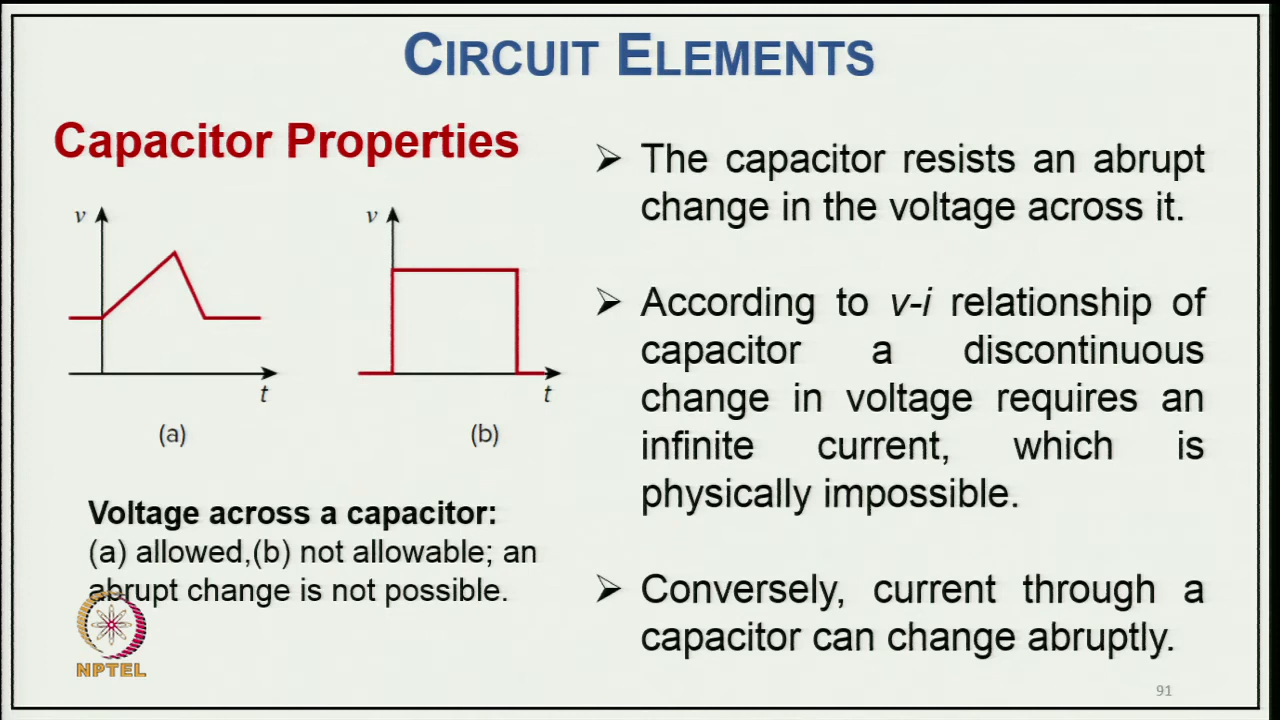 CIRCUIT ELEMENTS
Capacitor Properties
v
t
(a)
v
t
(b)
Voltage across a capacitor:
(a) allowed,(b) not allowable; an
abrupt change is not possible.
➢ The capacitor resists an abrupt
change in the voltage across it.
➢ According to v-i relationship of
capacitor a discontinuous
change in voltage requires an
infinite current, which is
physically impossible.
➢ Conversely, current through a
capacitor can change abruptly.
NPTEL
91